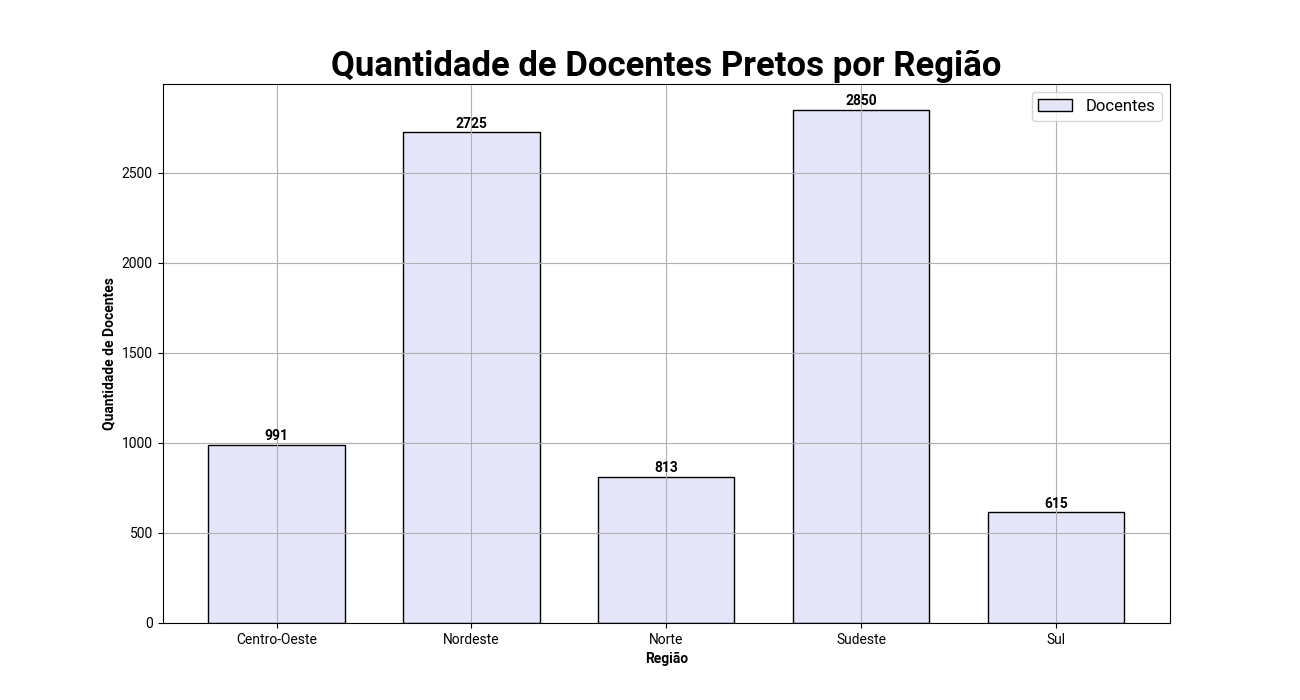 Quantidade de Docentes Pretos por Região
Docentes
2850
2725
2500
2000
1500
1000
500
0
Quantidade de Docentes
991
813
615
Centro-Oeste
Nordeste
Norte
Sudeste
Sul
Região